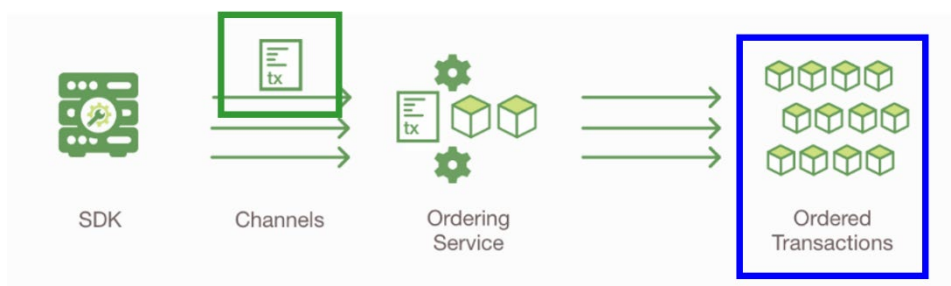 tx
tx
SDK
Channels
Ordering
Service
Ordered
Transactions